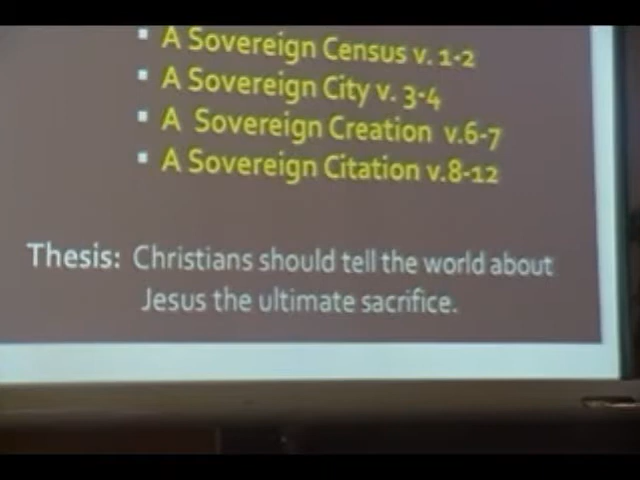 ▪ A Sovereign Census v. 1-2
▪ A Sovereign City v. 3-4
▪ A Sovereign Creation v.6-7
▪ A Sovereign Citation v.8-12
Thesis: Christians should tell the world about
Jesus the ultimate sacrifice.